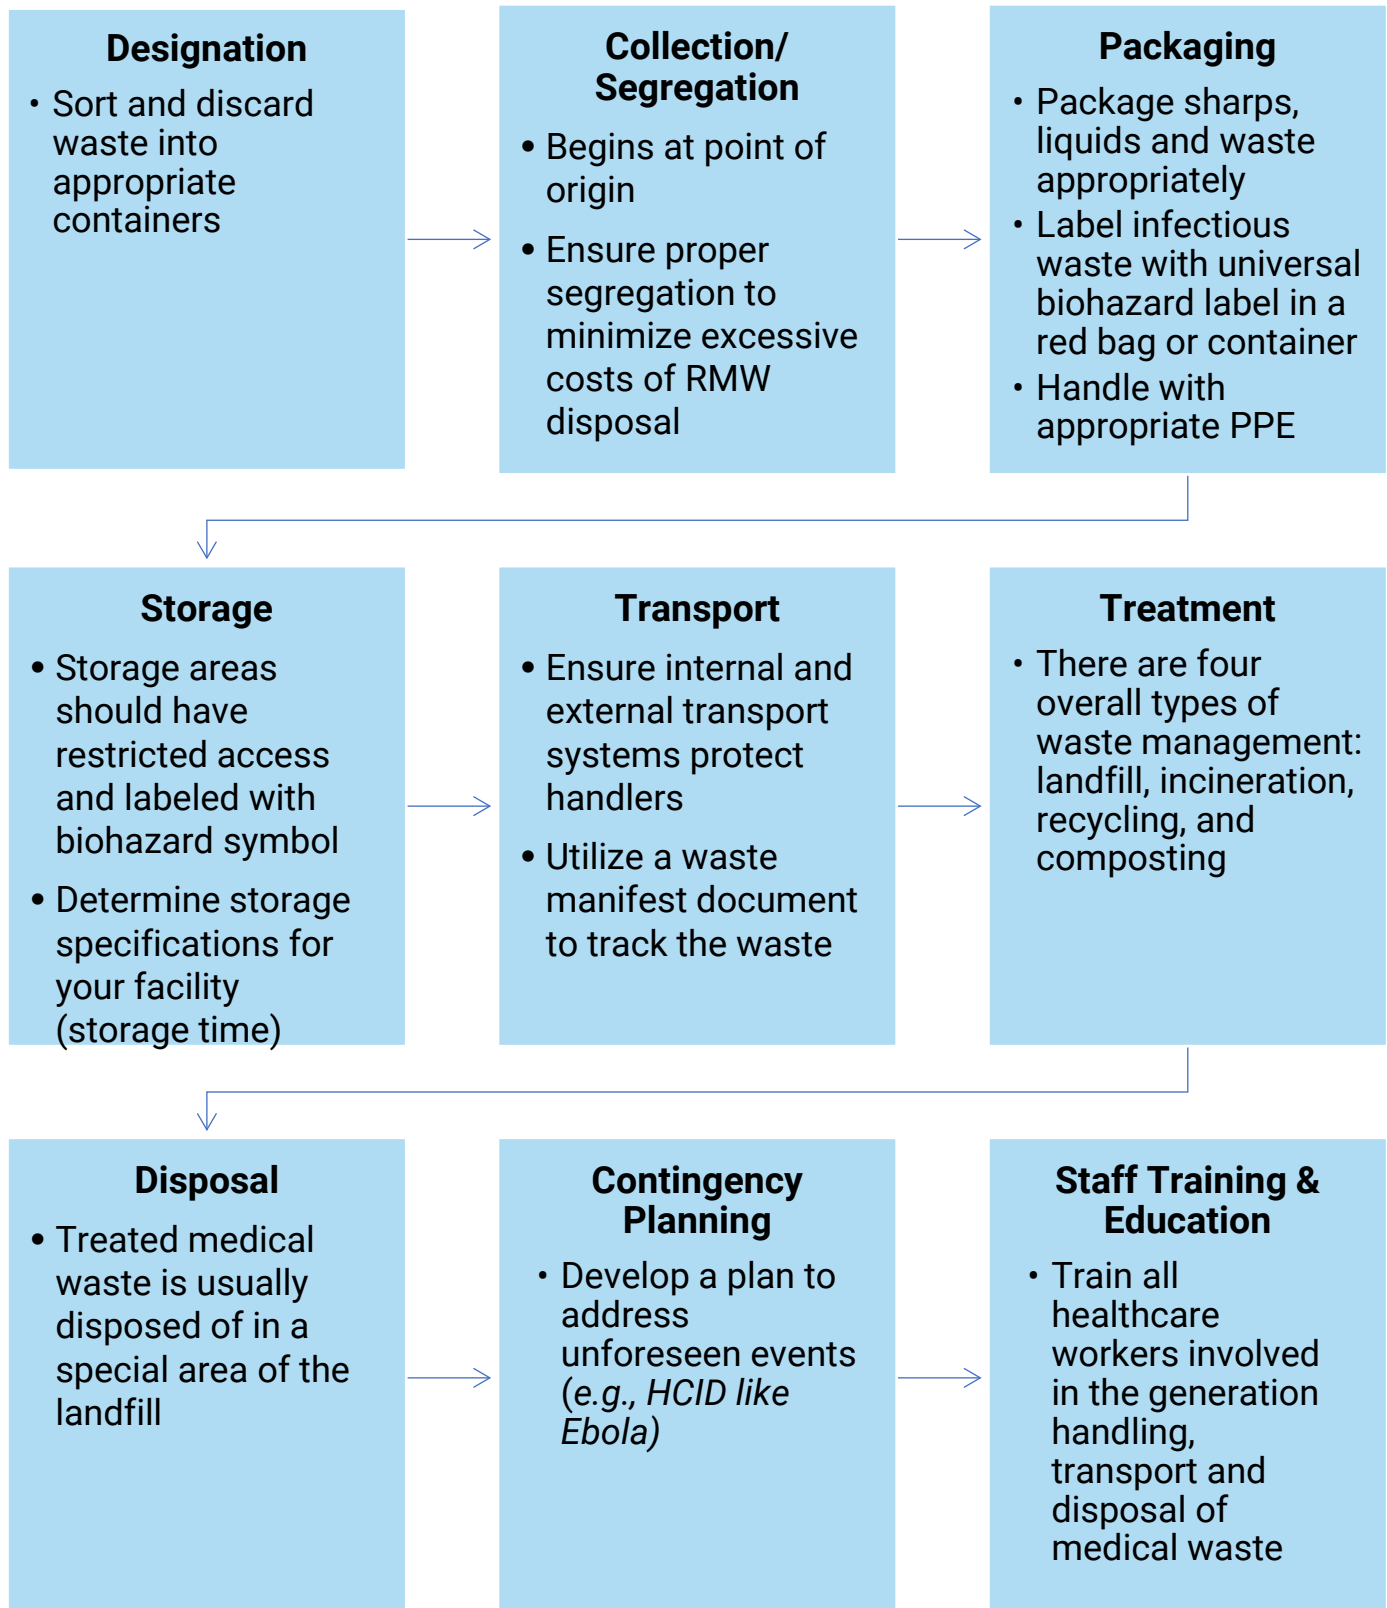 Designation
• Sort and discard
waste into
appropriate
containers
Collection/
Segregation
• Begins at point of
origin
• Ensure proper
segregation to
minimize excessive
costs of RMW
disposal
Packaging
• Package sharps,
liquids and waste
appropriately
• Label infectious
waste with universal
biohazard label in a
red bag or container
• Handle with
appropriate PPE
Storage
• Storage areas
should have
restricted access
and labeled with
biohazard symbol
• Determine storage
specifications for
your facility
(storage time)
Transport
• Ensure internal and
external transport
systems protect
handlers
• Utilize a waste
manifest document
to track the waste
Treatment
• There are four
overall types of
waste management:
landfill, incineration,
recycling, and
composting
Disposal
• Treated medical
waste is usually
disposed of in a
special area of the
landfill
Contingency
Planning
• Develop a plan to
address
unforeseen events
(e.g., HCID like
Ebola)
Staff Training &
Education
• Train all
healthcare
workers involved
in the generation
handling,
transport and
disposal of
medical waste